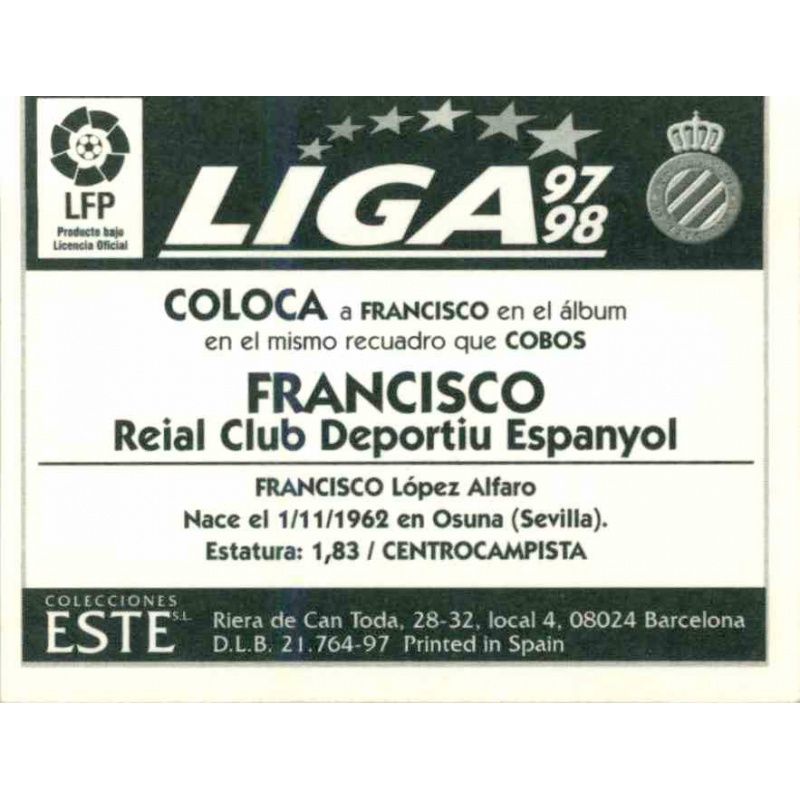 LFP
Producto bajo
Licencia Oficial
LIGA 97 98
COLOCA a FRANCISCO en el álbum
en el mismo recuadro que COBOS
FRANCISCO
Reial Club Deportiu Espanyol
FRANCISCO López Alfaro
Nace el 1/11/1962 en Osuna (Sevilla).
Estatura: 1,83 / CENTROCAMPISTA
COLECCIONES
ESTE S.L.
Riera de Can Toda, 28-32, local 4, 08024 Barcelona
D.L.B. 21.764-97 Printed in Spain